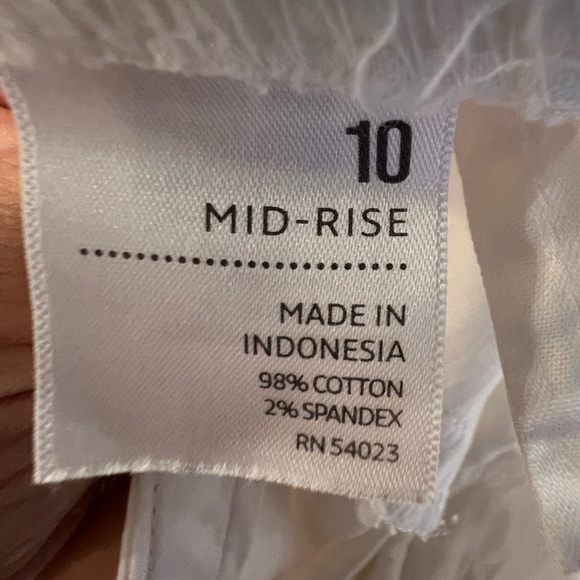 10
MID-RISE
MADE IN
INDONESIA
98% COTTON
2% SPANDEX
RN 54023